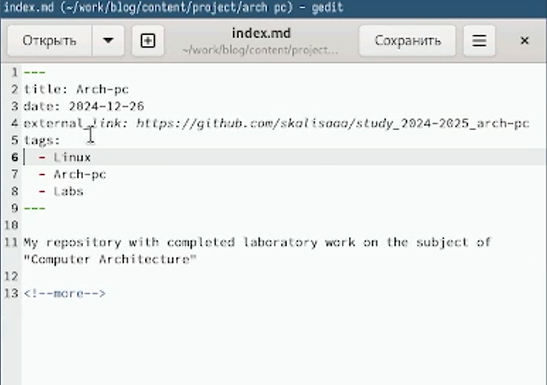 index.md (~/work/blog/content/project/arch pc) – gedit
Открыть
index.md
~/work/blog/content/project...
Сохранить
1 ---
2 title: Arch-pc
3 date: 2024-12-26
4 external_link: https://github.com/skalisaaa/study_2024-2025_arch-pc
5 tags:
6 - Linux
7 - Arch-pc
8 - Labs
9 ---
10
11 My repository with completed laboratory work on the subject of
"Computer Architecture"
12
13 <!--more-->